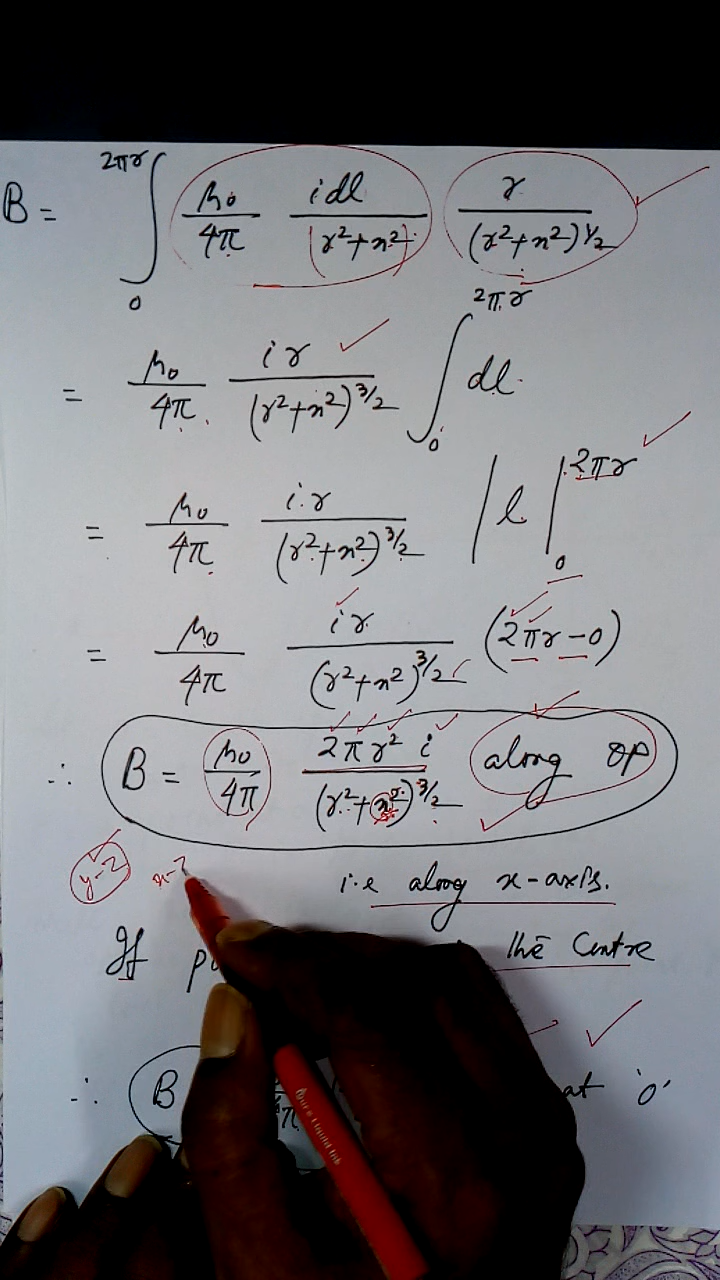 B = ∫₀^{2πr} μ₀/4π idl/(r²+x²) r/(r²+x²)^{1/2}
= μ₀/4π ir/(r²+x²)^{3/2} ∫₀^{2πr} dl
= μ₀/4π i.r/(r²+x²)^{3/2} |l|₀^{2πr}
= μ₀/4π ir/(r²+x²)^{3/2} (2πr-0)
∴ B = μ₀/4π 2πr² i/(r²+x²)^{3/2} along OP
y-z
i.e along x-axis.
If the Centre
∴ B at 'o'